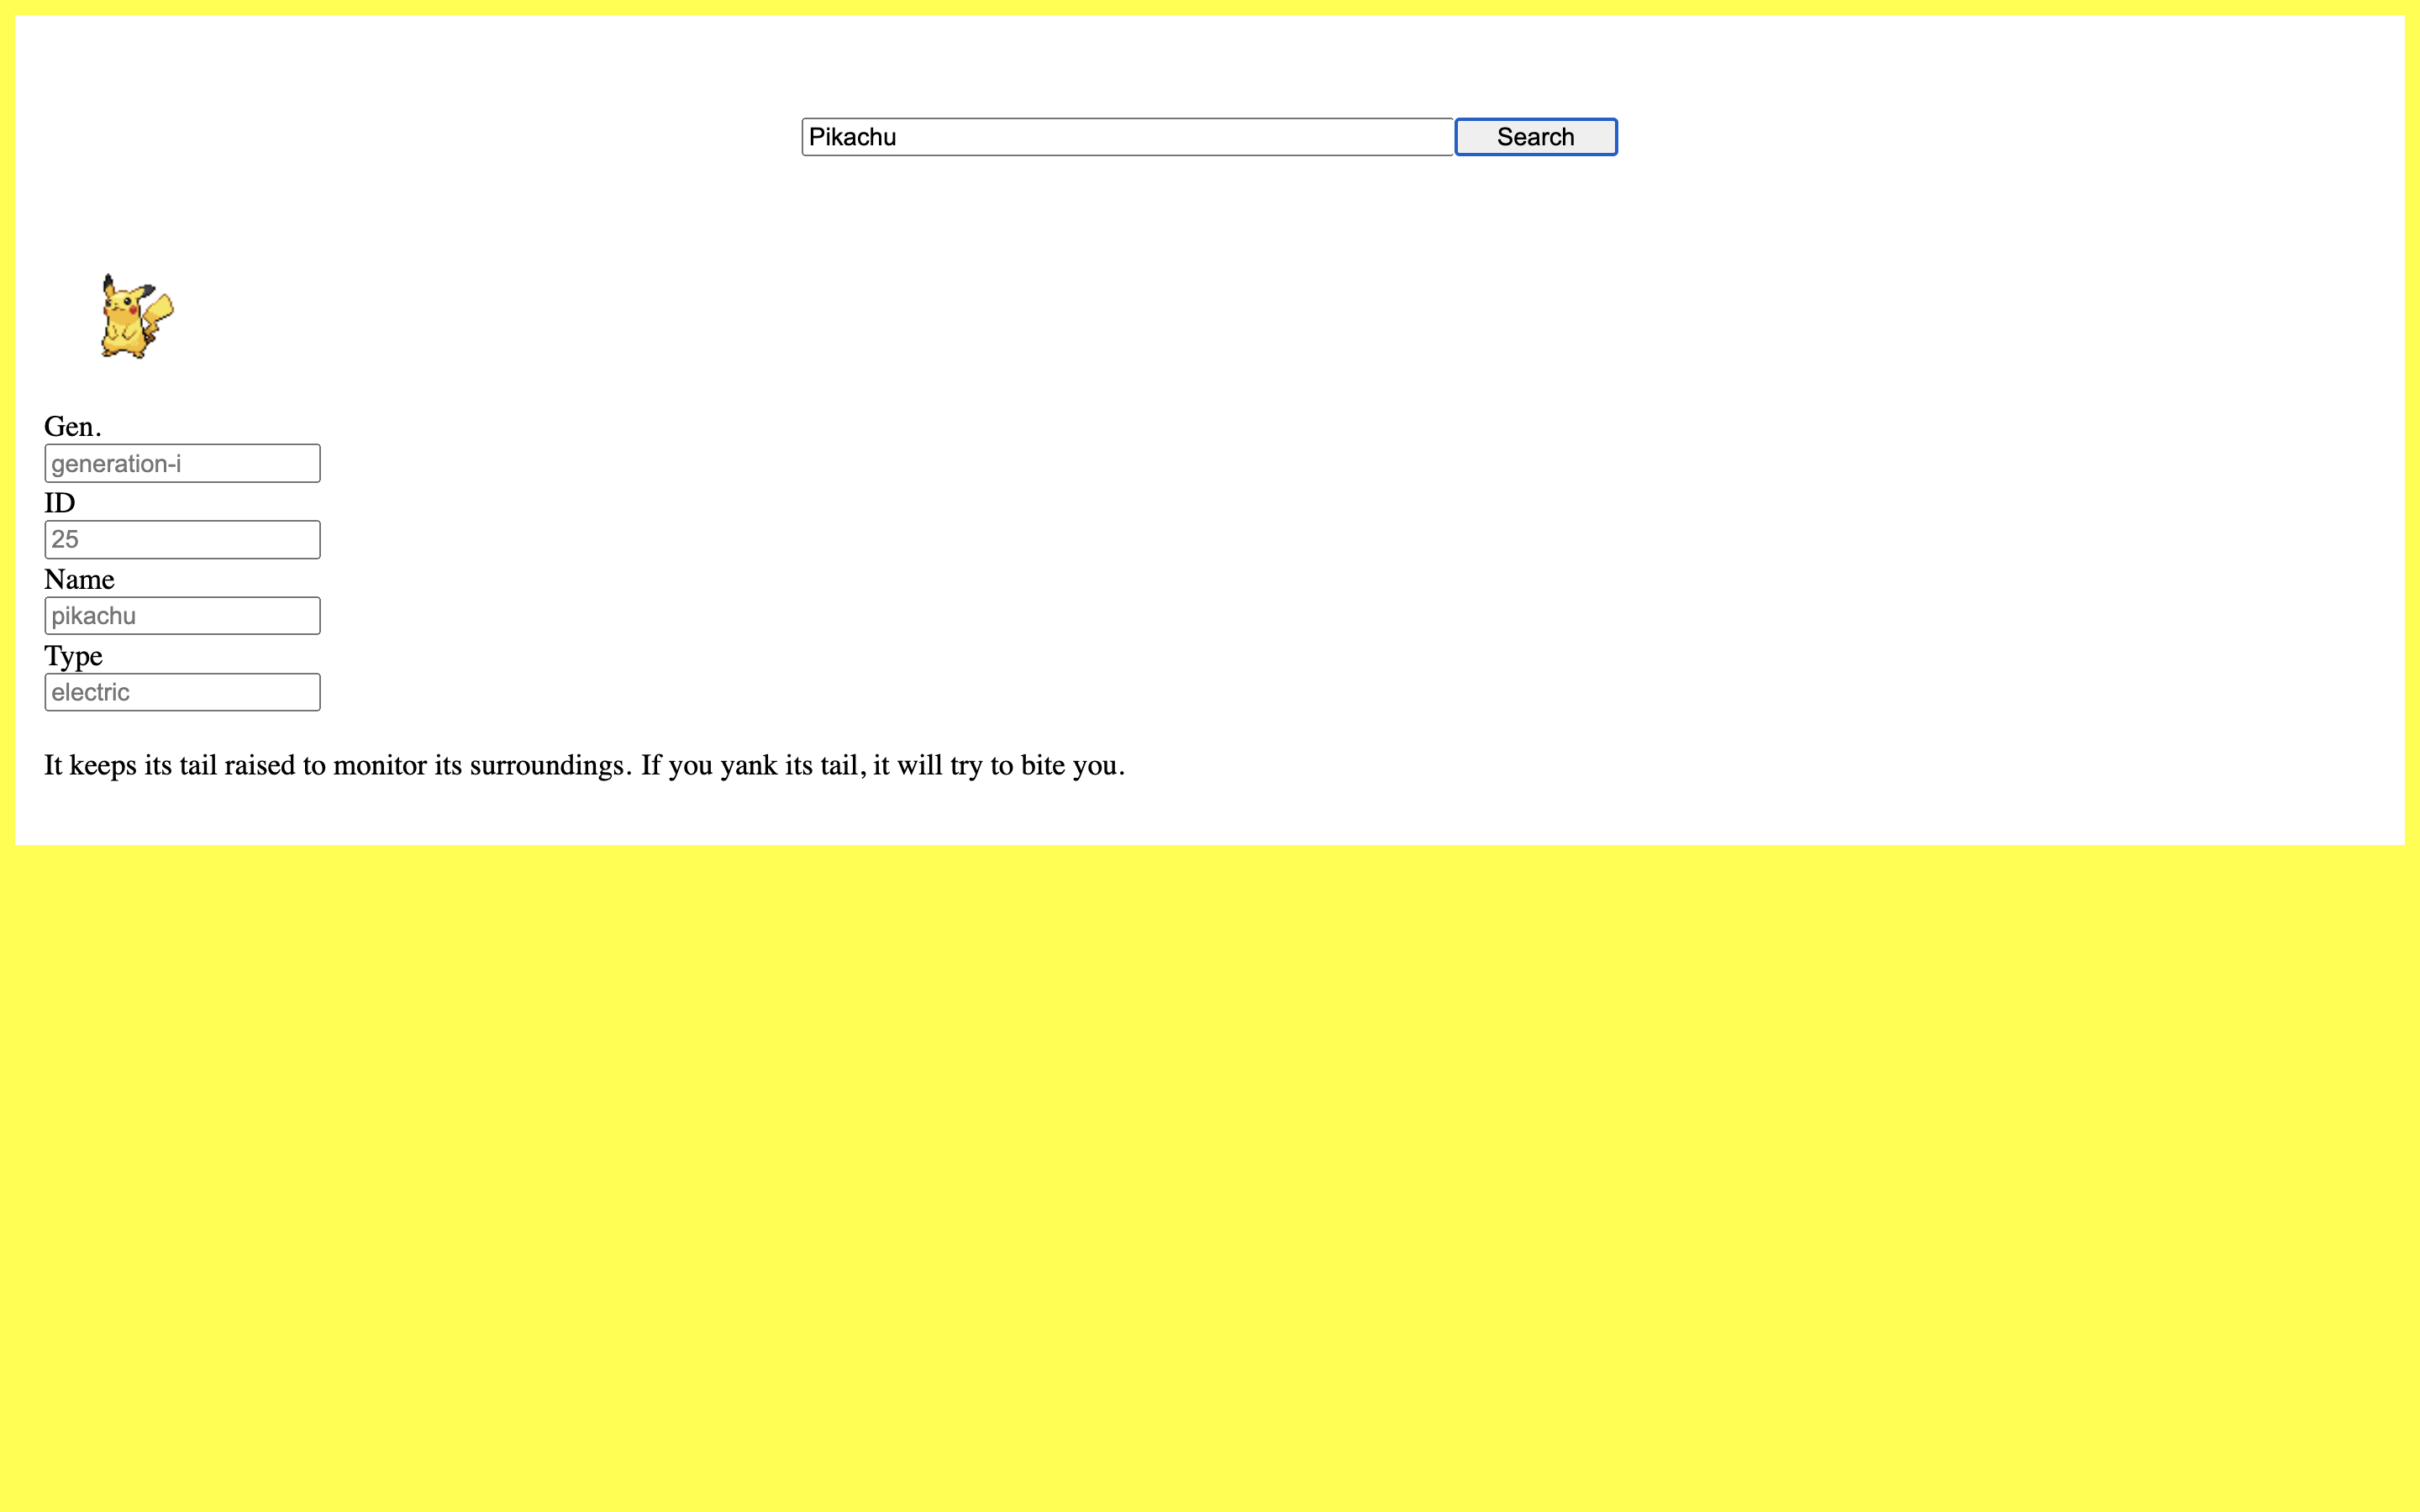 Pikachu Search
Gen.
generation-i
ID
25
Name
pikachu
Type
electric
It keeps its tail raised to monitor its surroundings. If you yank its tail, it will try to bite you.